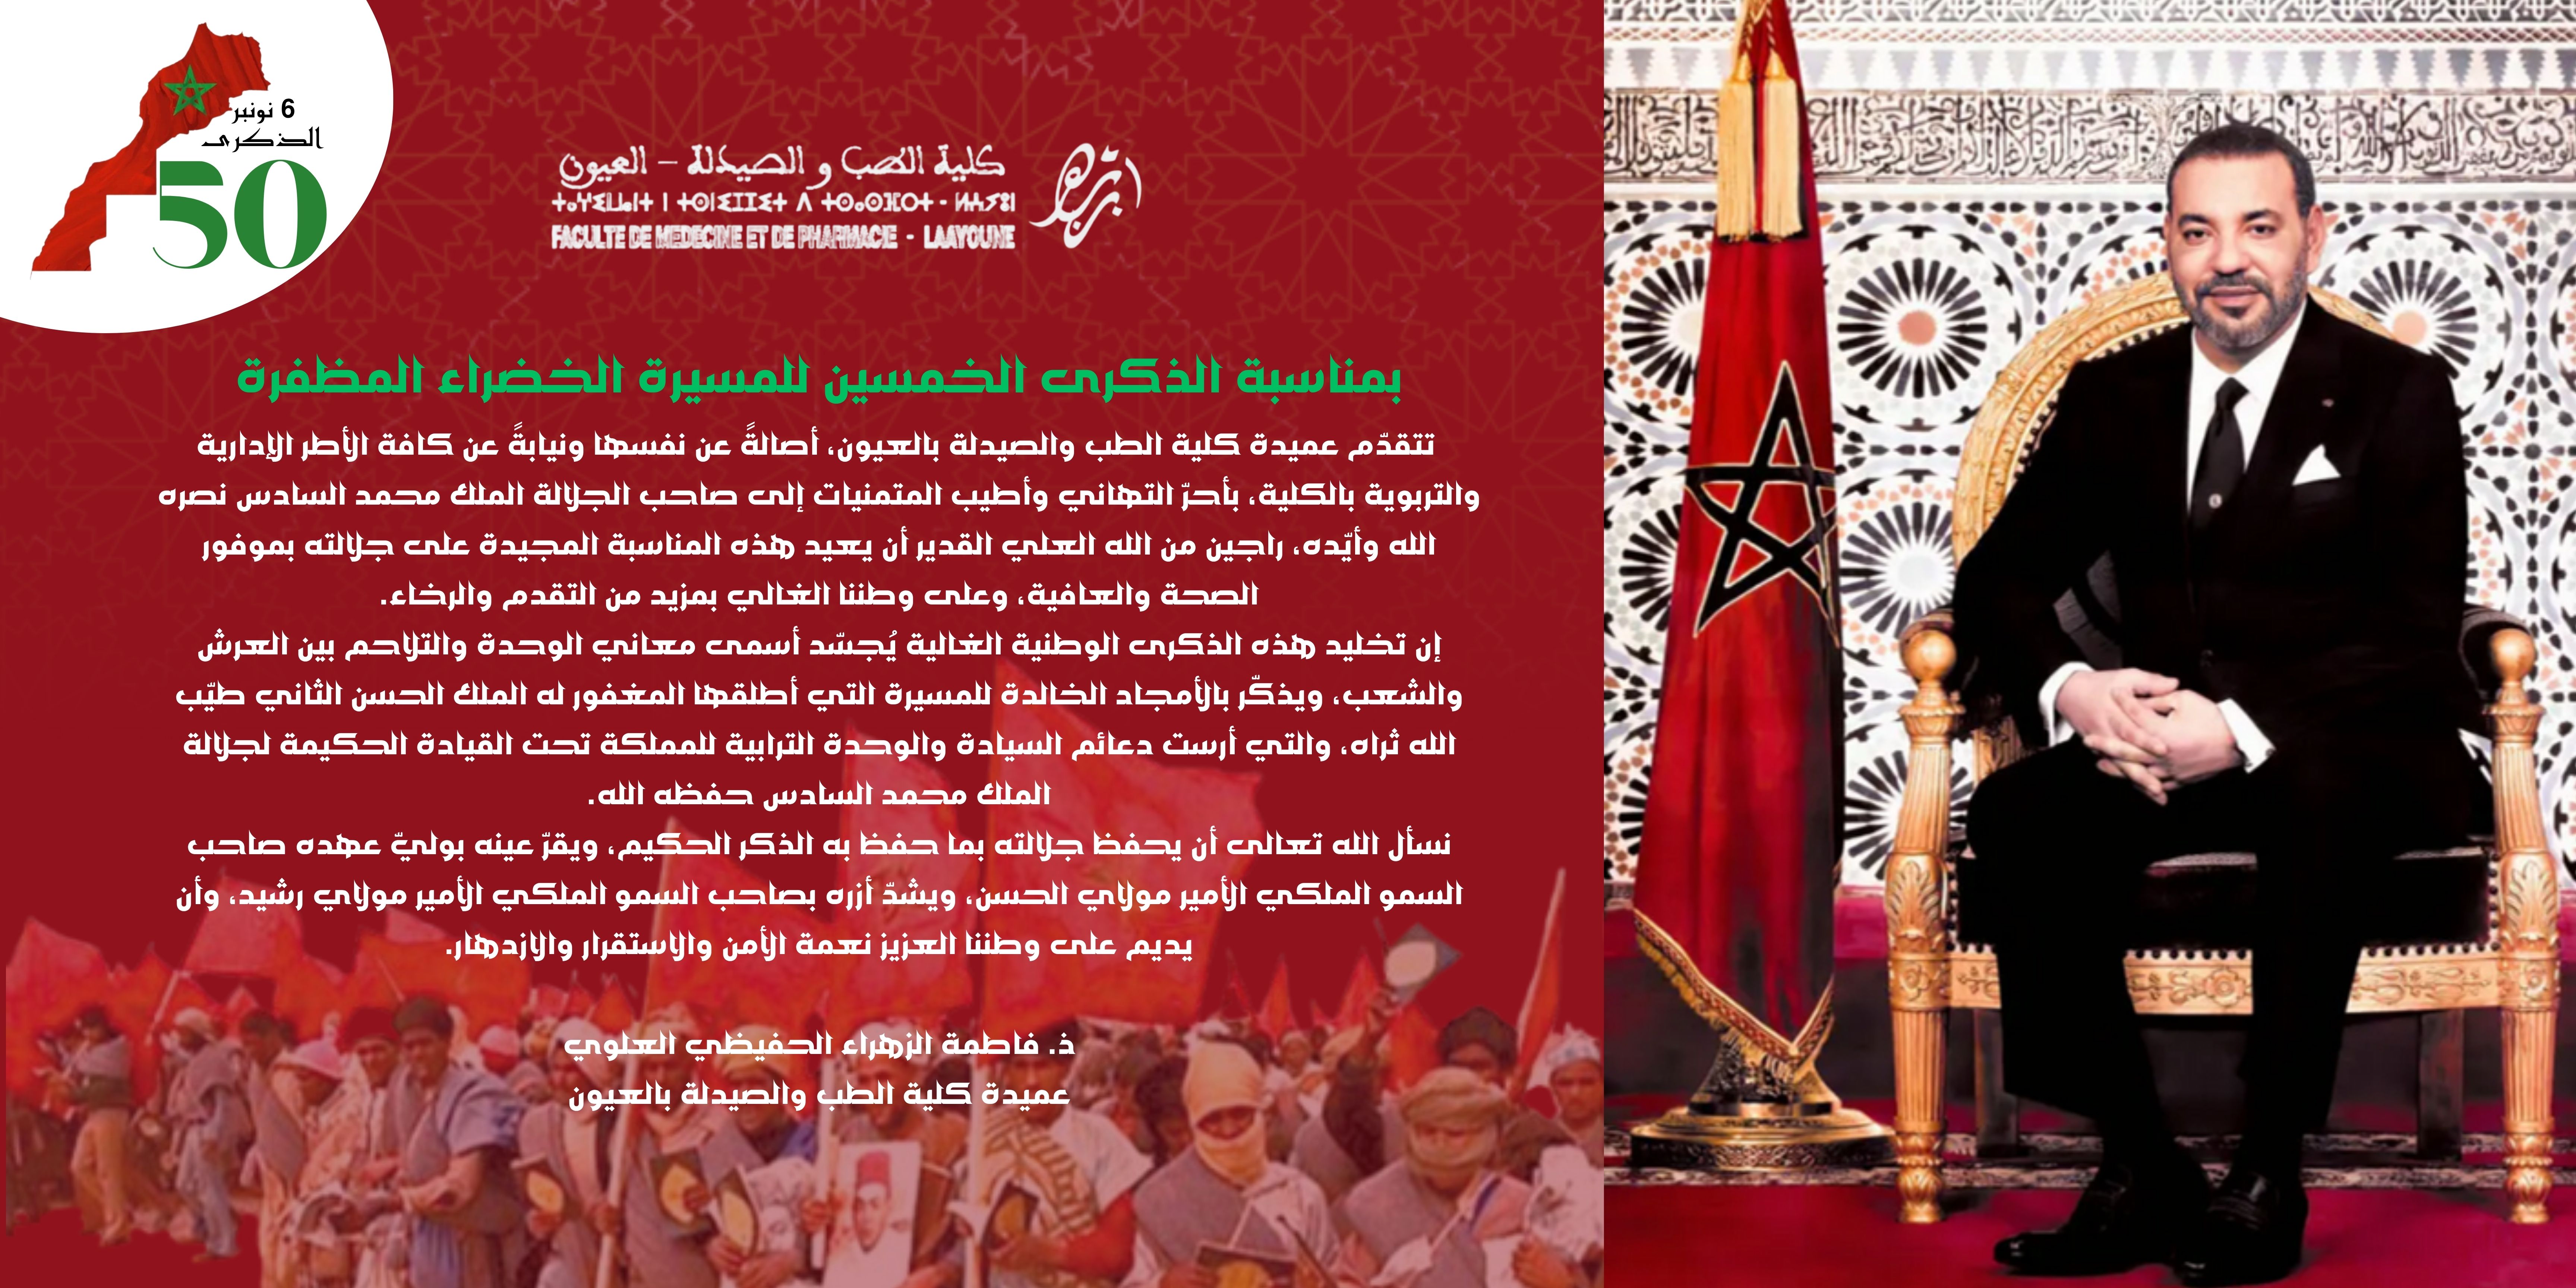 6 نونبر
الذكرى
50
كلية الطب و الصيدلة – العيون
FACULTE DE MEDECINE ET DE PHARMACIE - LAAYOUNE
بمناسبة الذكرى الخمسين للمسيرة الخضراء المظفرة
تتقدّم عميدة كلية الطب والصيدلة بالعيون، أصالةً عن نفسها ونيابةً عن كافة الأطر الإدارية
والتربوية بالكلية، بأحرّ التهاني وأطيب المتمنيات إلى صاحب الجلالة الملك محمد السادس نصره
الله وأيّده، راجين من الله العلي القدير أن يعيد هذه المناسبة المجيدة على جلالته بموفور
الصحة والعافية، وعلى وطننا الغالي بمزيد من التقدم والرخاء.
إن تخليد هذه الذكرى الوطنية الغالية يُجسّد أسمى معاني الوحدة والتلاحم بين العرش
والشعب، ويذكّر بالأمجاد الخالدة للمسيرة التي أطلقها المغفور له الملك الحسن الثاني طيّب
الله ثراه، والتي أرست دعائم السيادة والوحدة الترابية للمملكة تحت القيادة الحكيمة لجلالة
الملك محمد السادس حفظه الله.
نسأل الله تعالى أن يحفظ جلالته بما حفظ به الذكر الحكيم، ويقرّ عينه بوليّ عهده صاحب
السمو الملكي الأمير مولاي الحسن، ويشدّ أزره بصاحب السمو الملكي الأمير مولاي رشيد، وأن
يديم على وطننا العزيز نعمة الأمن والاستقرار والازدهار.
ذ. فاطمة الزهراء الحفيظي العلوي
عميدة كلية الطب والصيدلة بالعيون